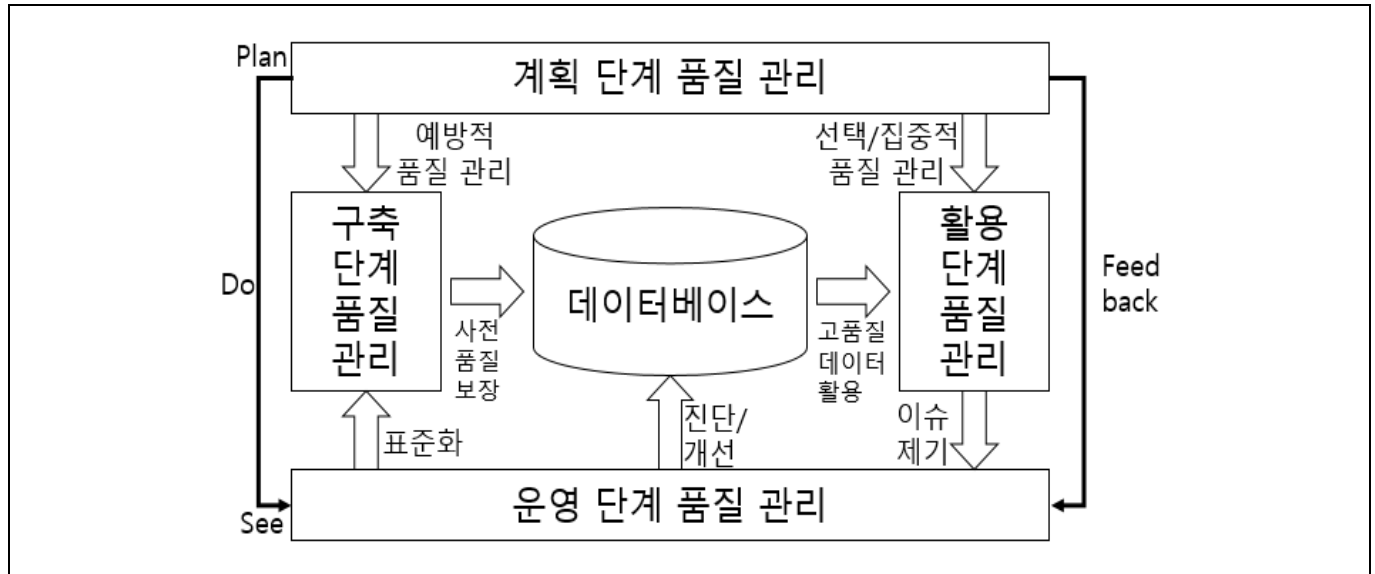 Plan
계획 단계 품질 관리
예방적
품질 관리
선택/집중적
품질 관리
구축
단계
품질
관리
데이터베이스
활용
단계
품질
관리
Do
사전
품질
보장
고품질
데이터
활용
Feed
back
표준화
진단/
개선
이슈
제기
See
운영 단계 품질 관리